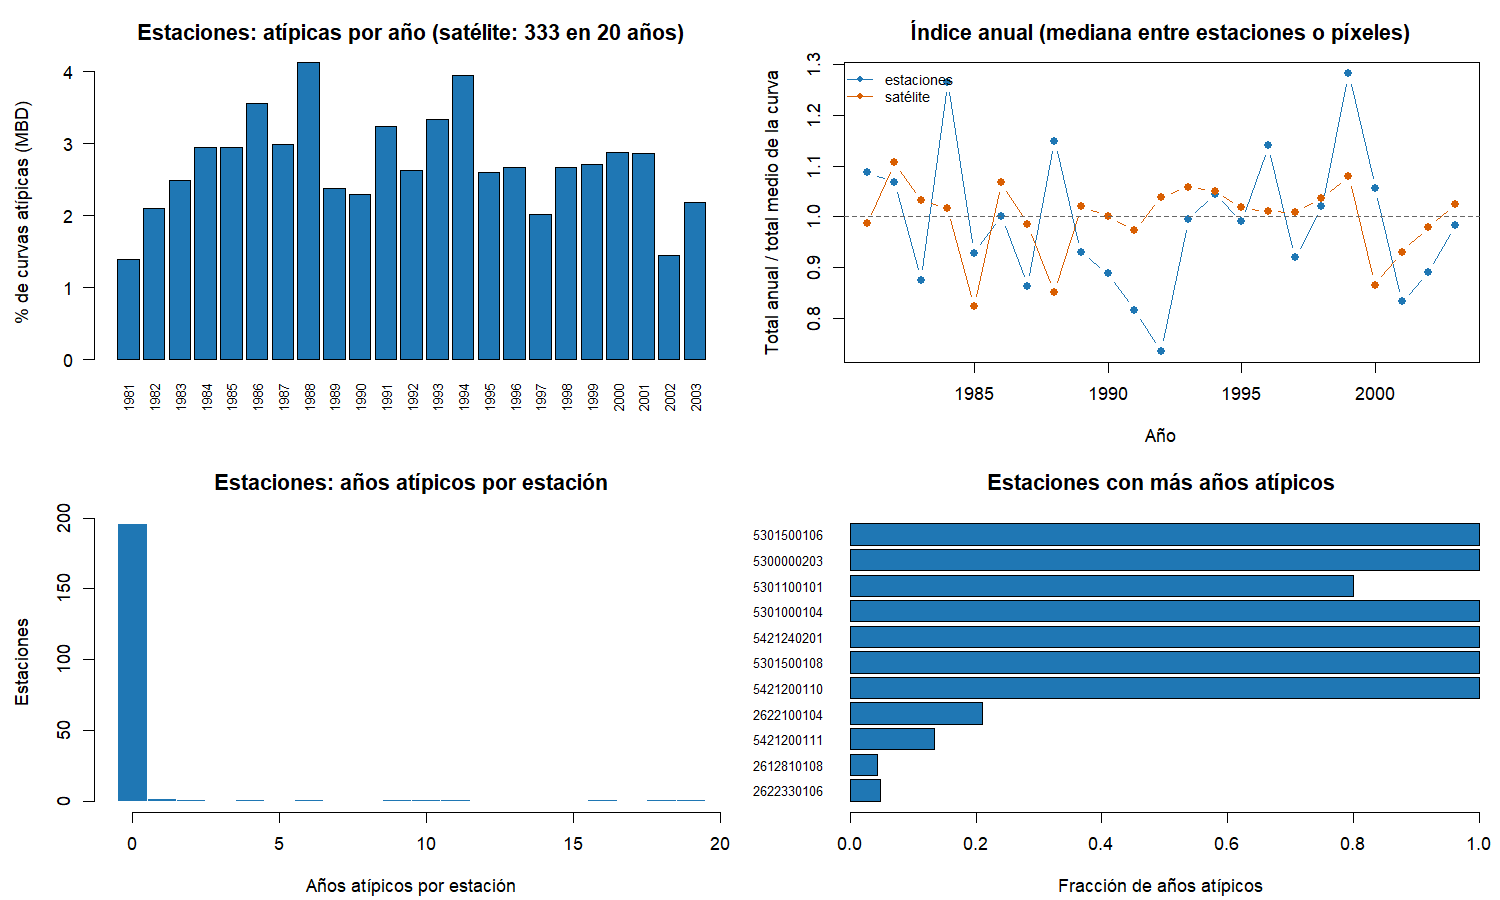 Estaciones: atípicas por año (satélite: 333 en 20 años)
% de curvas atípicas (MBD)
4
3
2
1
0
1981 1982 1983 1984 1985 1986 1987 1988 1989 1990 1991 1992 1993 1994 1995 1996 1997 1998 1999 2000 2001 2002 2003
Índice anual (mediana entre estaciones o píxeles)
Total anual / total medio de la curva
1.3
1.2
1.1
1.0
0.9
0.8
estaciones
satélite
1985 1990 1995 2000
Año
Estaciones: años atípicos por estación
Estaciones
200
150
100
50
0
0 5 10 15 20
Años atípicos por estación
Estaciones con más años atípicos
5301500106
5300000203
5301100101
5301000104
5421240201
5301500108
5421200110
2622100104
5421200111
2612810108
2622330106
0.0 0.2 0.4 0.6 0.8 1.0
Fracción de años atípicos